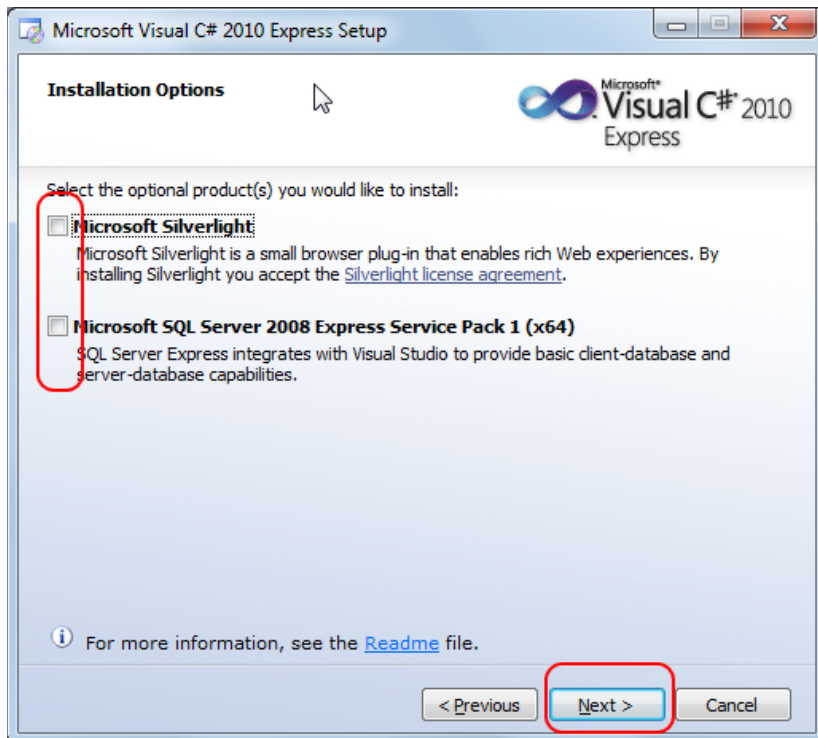 Microsoft Visual C# 2010 Express Setup
Installation Options
Microsoft®
Visual C#® 2010
Express
Select the optional product(s) you would like to install:
Microsoft Silverlight
Microsoft Silverlight is a small browser plug-in that enables rich Web experiences. By
installing Silverlight you accept the Silverlight license agreement.
Microsoft SQL Server 2008 Express Service Pack 1 (x64)
SQL Server Express integrates with Visual Studio to provide basic client-database and
server-database capabilities.
For more information, see the Readme file.
< Previous
Next >
Cancel